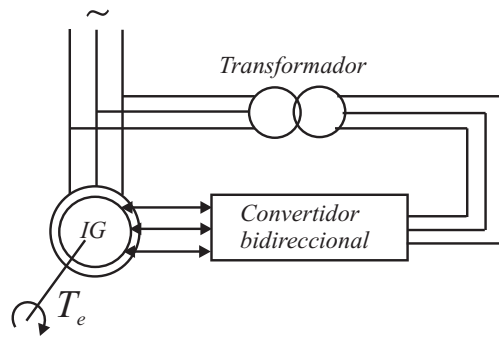 ~
Transformador
IG
Convertidor
bidireccional
Te